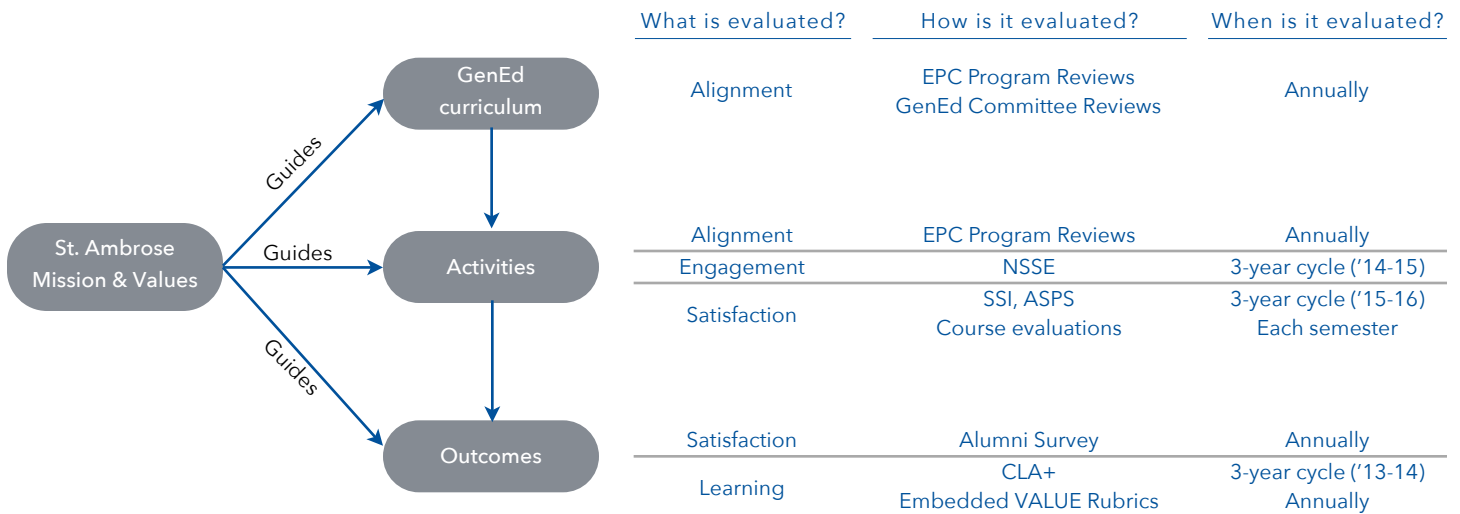 What is evaluated? How is it evaluated? When is it evaluated?
GenEd
curriculum
Alignment
EPC Program Reviews
GenEd Committee Reviews
Annually
Guides
St. Ambrose
Mission & Values
Guides
Activities
Alignment EPC Program Reviews Annually
Engagement NSSE 3-year cycle (’14-15)
Satisfaction
SSI, ASPS 3-year cycle (’15-16)
Course evaluations Each semester
Guides
Outcomes
Satisfaction Alumni Survey Annually
Learning
CLA+ 3-year cycle (’13-14)
Embedded VALUE Rubrics Annually